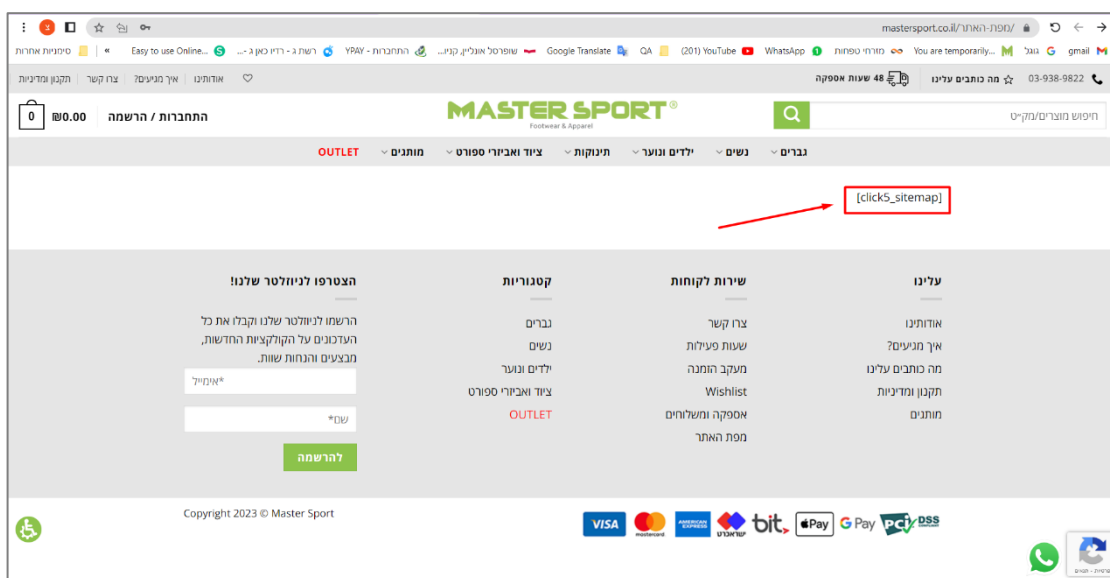 mastersport.co.il/מפת-האתר/
gmail
גוגל
You are temporarily...
מזרחי טפחות
WhatsApp
(201) YouTube
QA
Google Translate
שופרסל אונליין, קניו...
התחברות - YPAY
רשת ג - רדיו כאן ג -...
Easy to use Online...
»
סימניות אחרות
03-938-9822
מה כותבים עלינו
48 שעות אספקה
אודותינו
איך מגיעים?
צרו קשר
תקנון ומדיניות
חיפוש מוצרים/מק״ט
MASTER SPORT®
Footwear & Apparel
התחברות / הרשמה
₪0.00
0
גברים
נשים
ילדים ונוער
תינוקות
ציוד ואביזרי ספורט
מותגים
OUTLET
[click5_sitemap]
עלינו
אודותינו
איך מגיעים?
מה כותבים עלינו
תקנון ומדיניות
מותגים
שירות לקוחות
צרו קשר
שעות פעילות
מעקב הזמנה
Wishlist
אספקה ומשלוחים
מפת האתר
קטגוריות
גברים
נשים
ילדים ונוער
ציוד ואביזרי ספורט
OUTLET
הצטרפו לניוזלטר שלנו!
הרשמו לניוזלטר שלנו וקבלו את כל
העדכונים על הקולקציות החדשות,
מבצעים והנחות שוות.
אימייל*
שם*
להרשמה
Copyright 2023 © Master Sport
VISA
mastercard
AMERICAN EXPRESS
ישראכרט
bit
Pay
G Pay
PCI DSS
פרטיות - תנאים